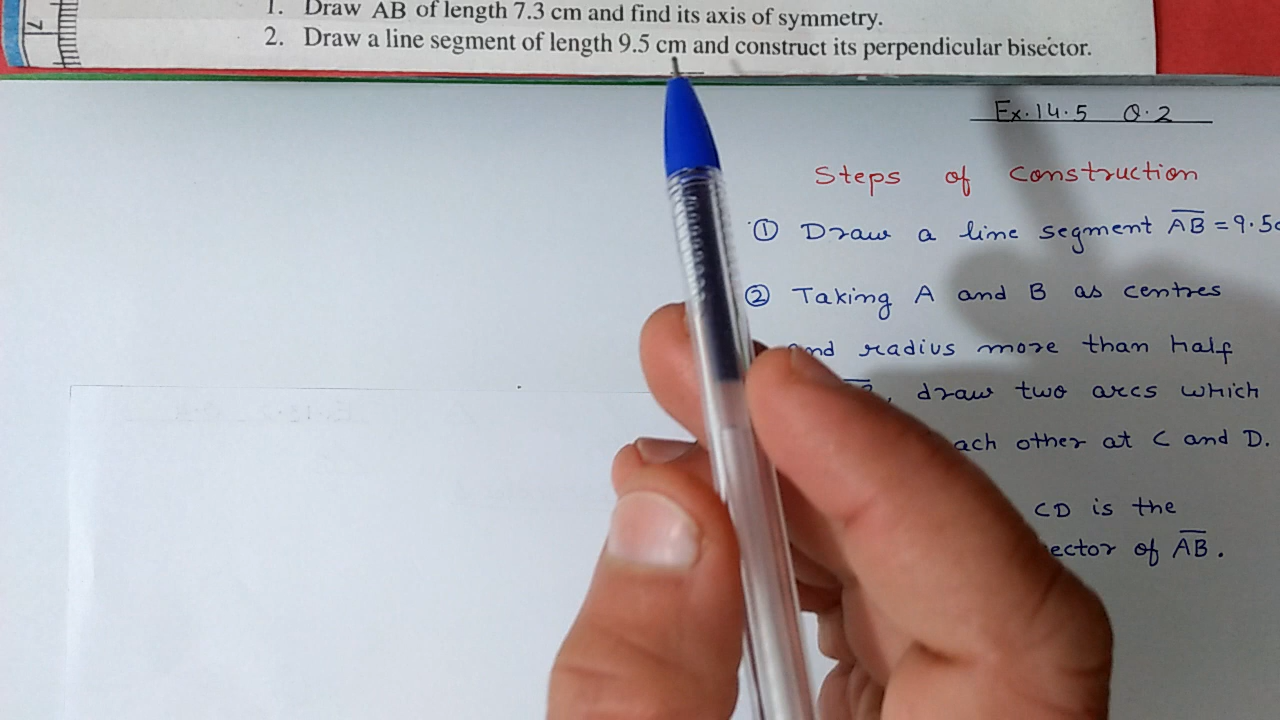 1. Draw AB of length 7.3 cm and find its axis of symmetry.
2. Draw a line segment of length 9.5 cm and construct its perpendicular bisector.
Ex. 14.5 Q.2
Steps of Construction
① Draw a line segment AB = 9.5c
② Taking A and B as centres
and radius more than half
, draw two arcs which
ach other at C and D.
CD is the
ector of AB.
7